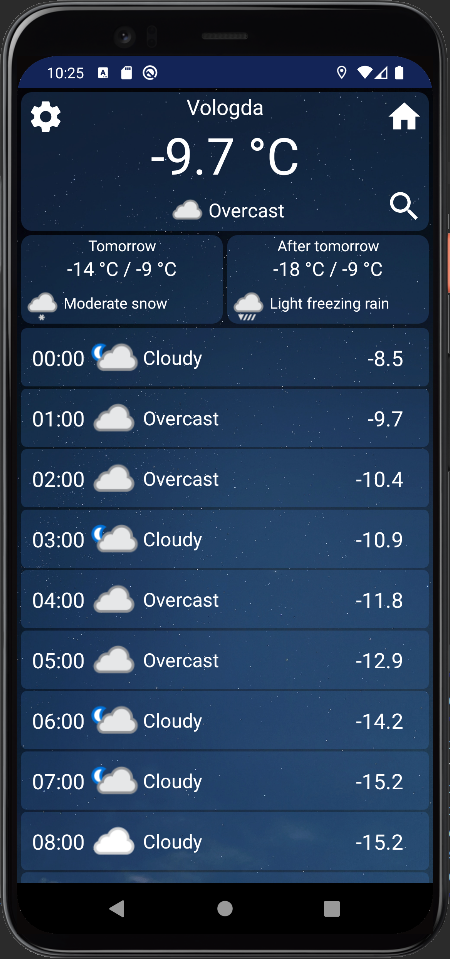 10:25
Vologda
-9.7 °C
Overcast
Tomorrow
-14 °C / -9 °C
Moderate snow
After tomorrow
-18 °C / -9 °C
Light freezing rain
00:00 Cloudy -8.5
01:00 Overcast -9.7
02:00 Overcast -10.4
03:00 Cloudy -10.9
04:00 Overcast -11.8
05:00 Overcast -12.9
06:00 Cloudy -14.2
07:00 Cloudy -15.2
08:00 Cloudy -15.2